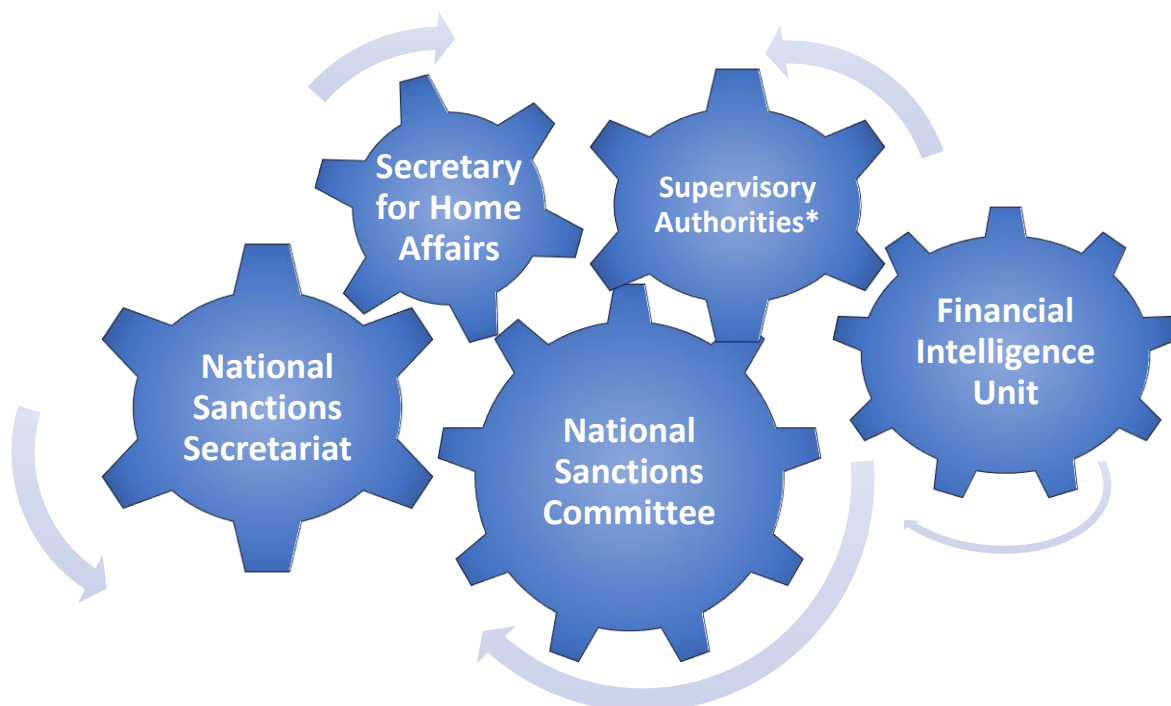 Secretary
for Home
Affairs
Supervisory
Authorities*
Financial
Intelligence
Unit
National
Sanctions
Secretariat
National
Sanctions
Committee